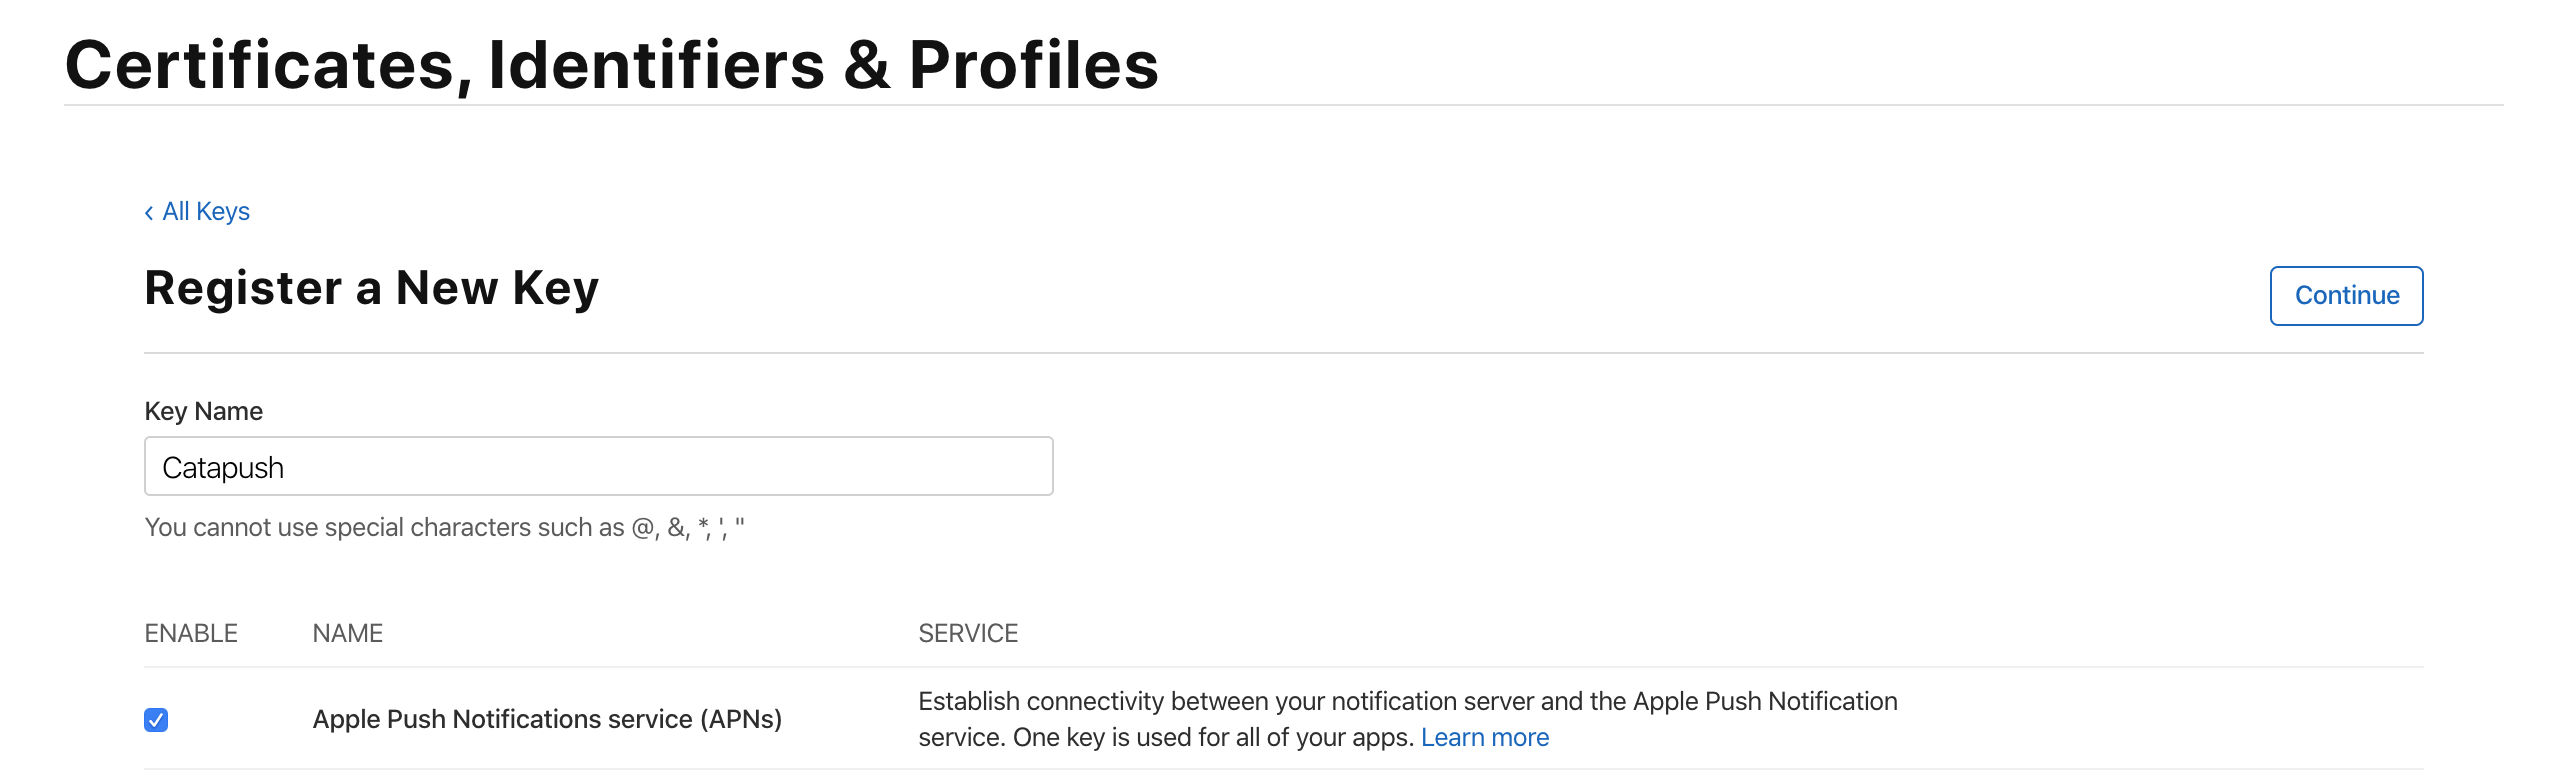 Certificates, Identifiers & Profiles
‹ All Keys
Register a New Key
Continue
Key Name
Catapush
You cannot use special characters such as @, &, *, ', "
ENABLE NAME SERVICE
Apple Push Notifications service (APNs)
Establish connectivity between your notification server and the Apple Push Notification
service. One key is used for all of your apps. Learn more